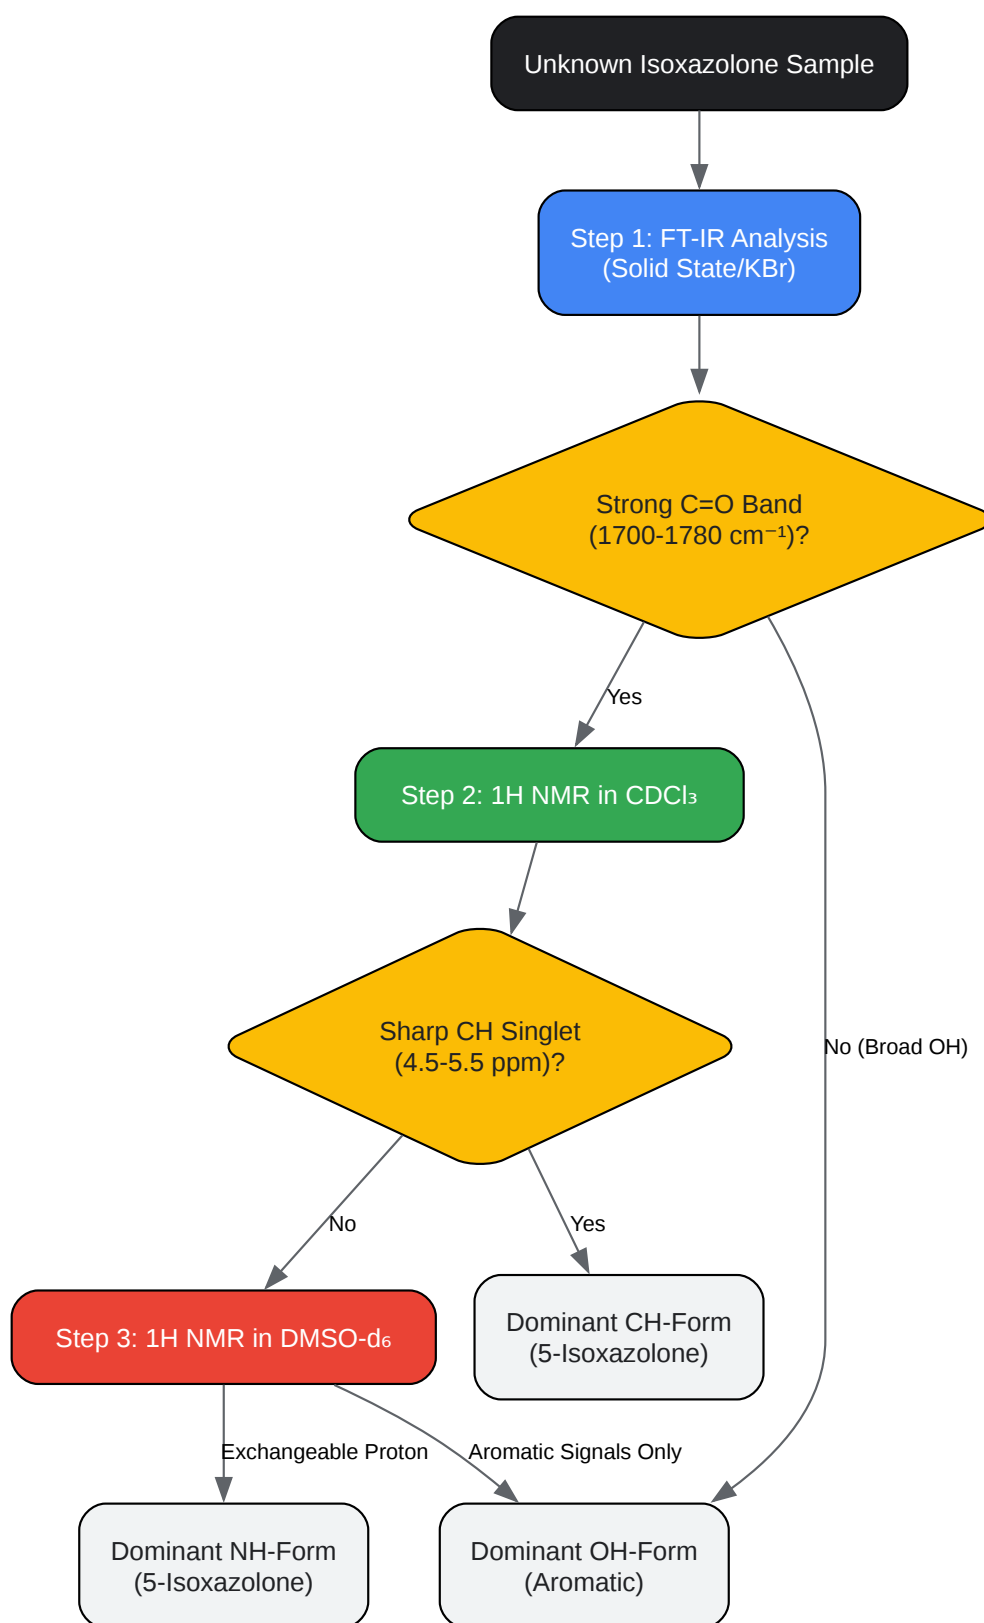 Unknown Isoxazolone Sample
Step 1: FT-IR Analysis
(Solid State/KBr)
Strong C=O Band
(1700-1780 cm⁻¹)?
Yes
Step 2: 1H NMR in CDCl₃
Sharp CH Singlet
(4.5-5.5 ppm)?
No (Broad OH)
No
Yes
Dominant CH-Form
(5-Isoxazolone)
Step 3: 1H NMR in DMSO-d₆
Exchangeable Proton
Aromatic Signals Only
Dominant NH-Form
(5-Isoxazolone)
Dominant OH-Form
(Aromatic)